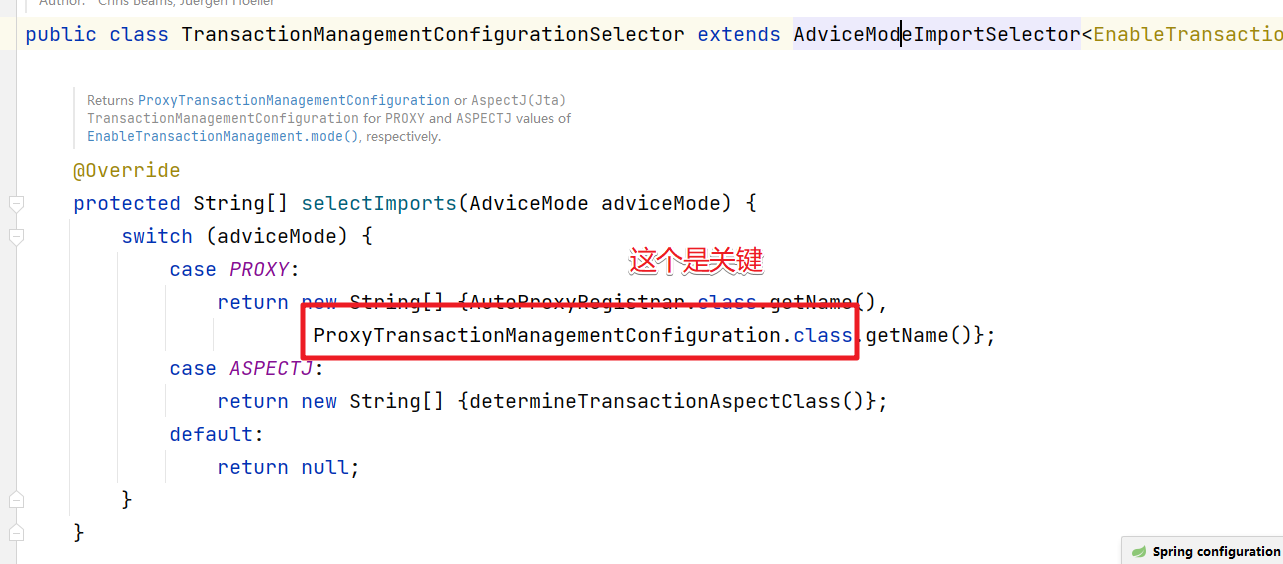 Author: Chris Beams, Juergen Hoeller
public class TransactionManagementConfigurationSelector extends AdviceModeImportSelector<EnableTransactio
Returns ProxyTransactionManagementConfiguration or AspectJ(Jta)
TransactionManagementConfiguration for PROXY and ASPECTJ values of
EnableTransactionManagement.mode(), respectively.
@Override
protected String[] selectImports(AdviceMode adviceMode) {
switch (adviceMode) {
这个是关键
case PROXY:
return new String[] {AutoProxyRegistrar.class.getName(),
ProxyTransactionManagementConfiguration.class.getName()};
case ASPECTJ:
return new String[] {determineTransactionAspectClass()};
default:
return null;
}
}
Spring configuration